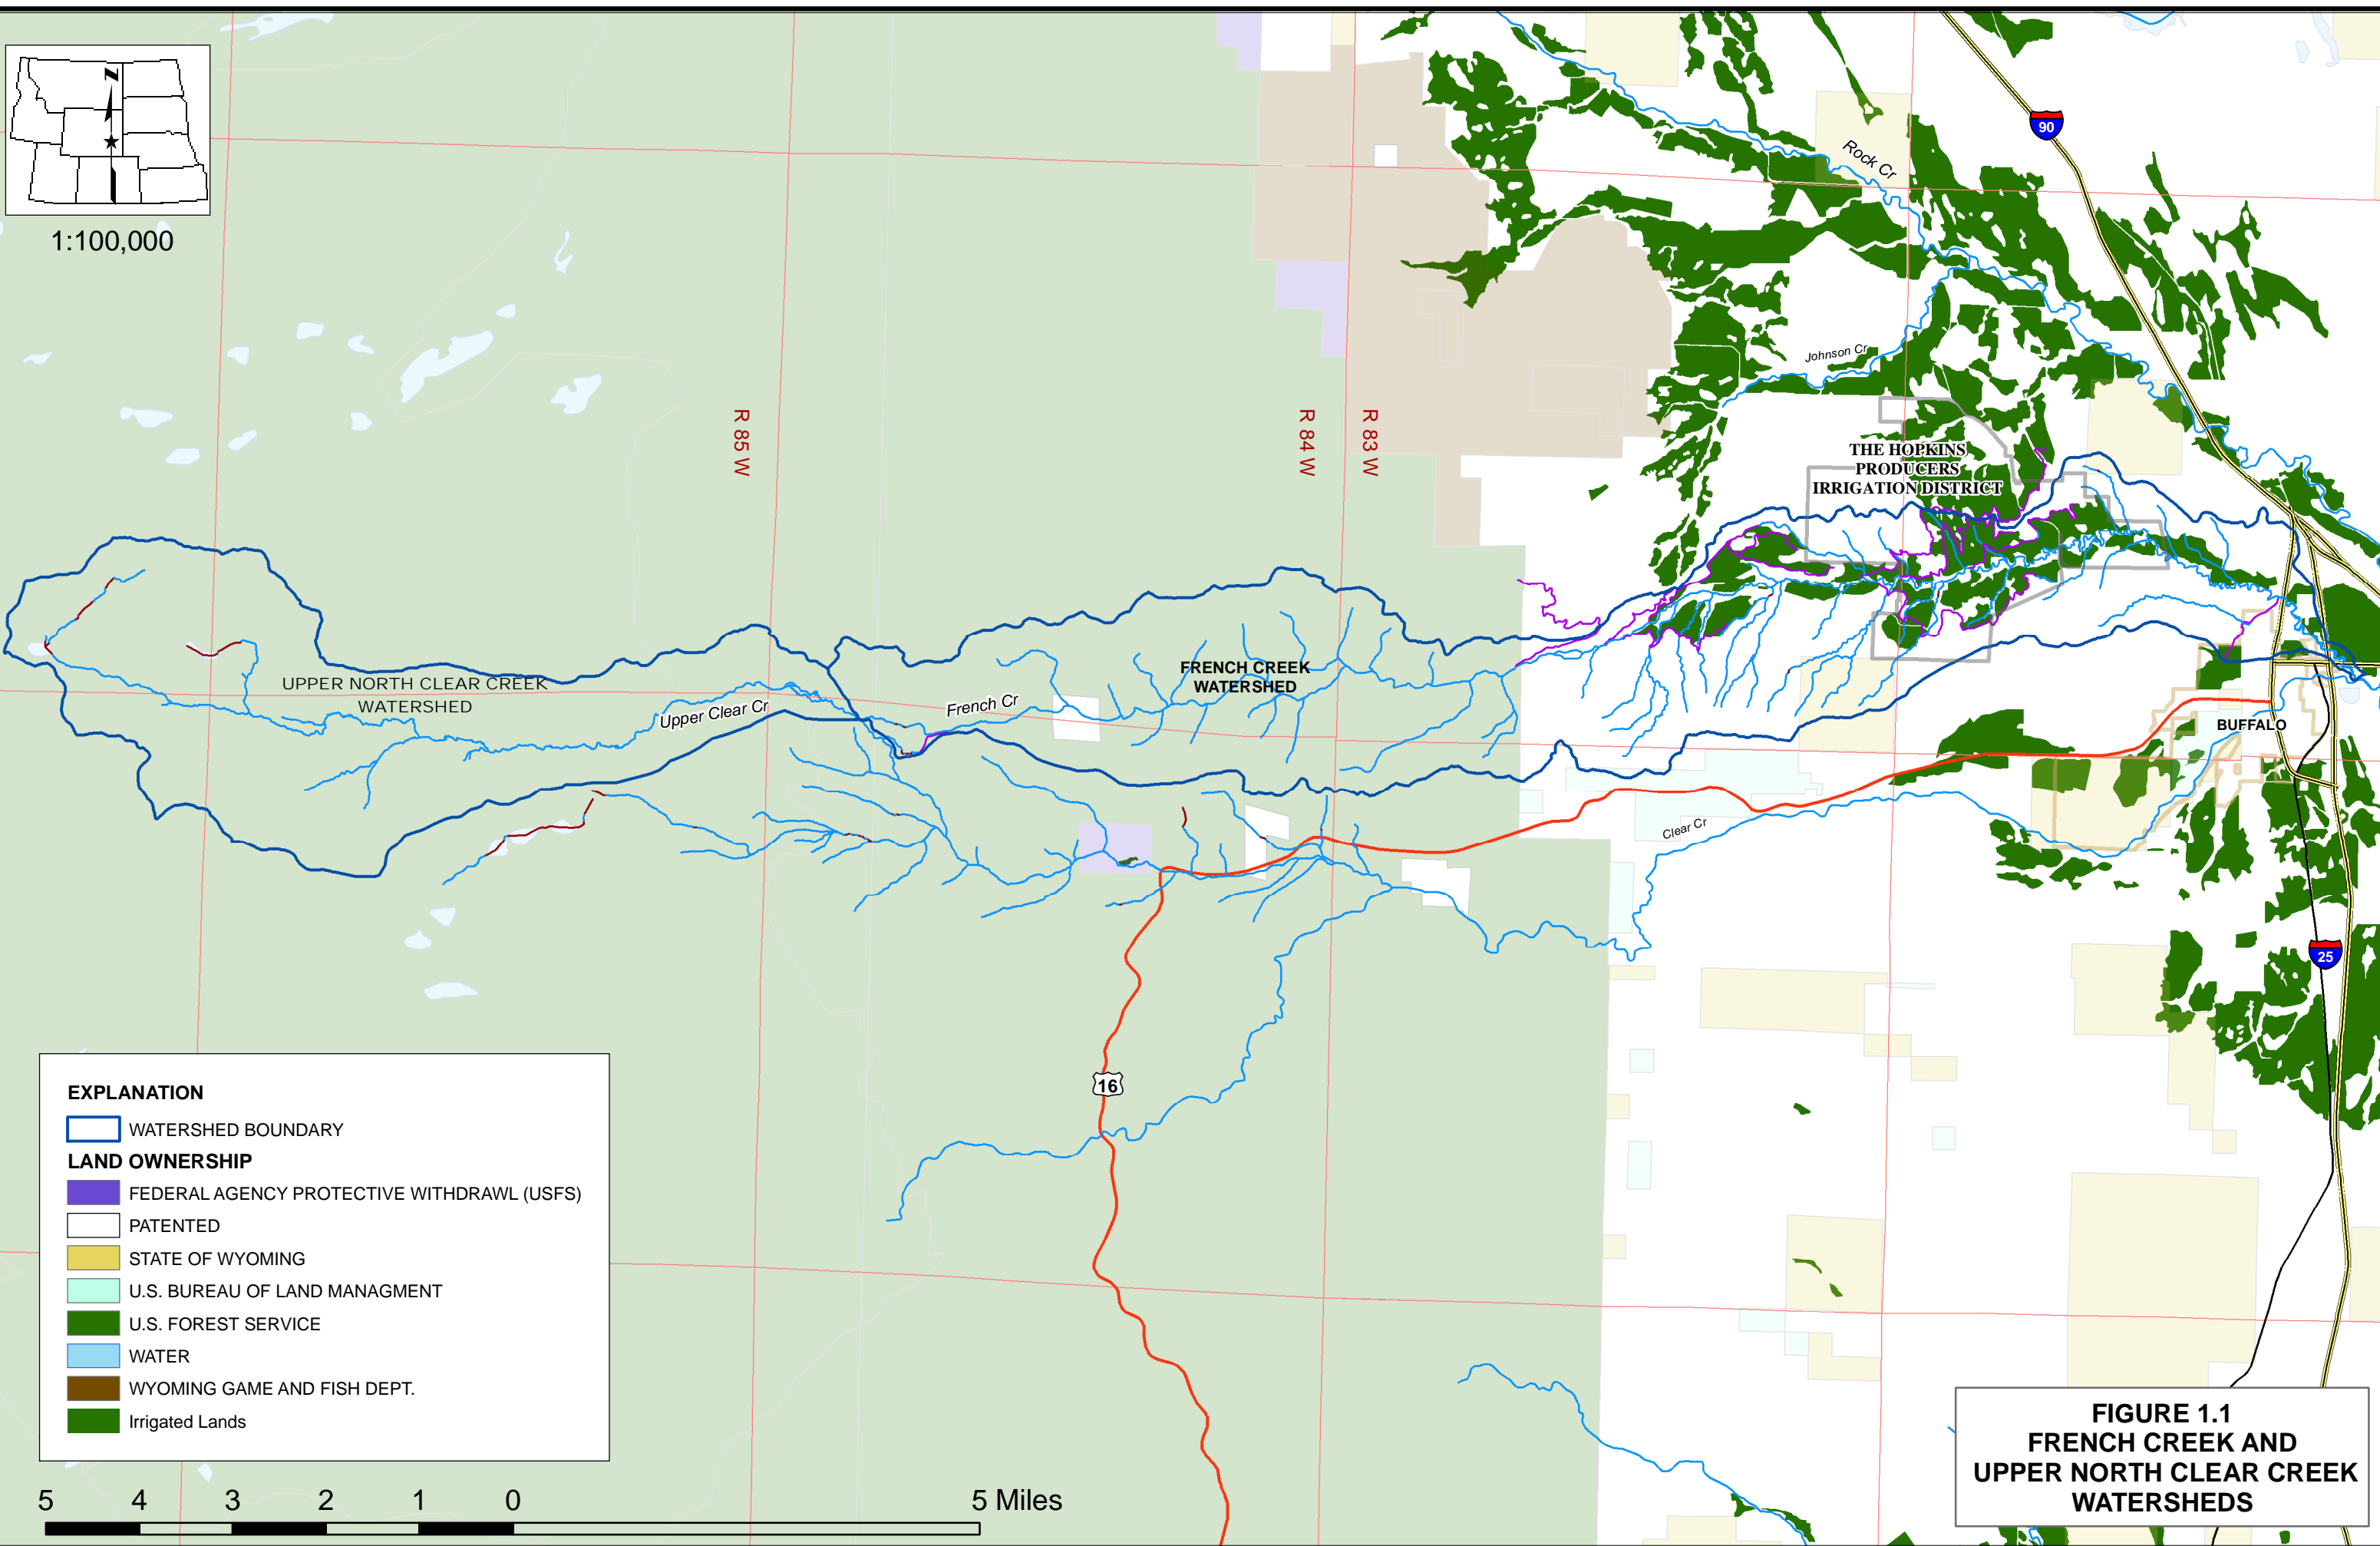 N
1:100,000
90
Rock Cr
Johnson Cr
R 85 W
R 84 W
R 83 W
THE HOPKINS
PRODUCERS
IRRIGATION DISTRICT
UPPER NORTH CLEAR CREEK
WATERSHED
FRENCH CREEK
WATERSHED
Upper Clear Cr
French Cr
BUFFALO
Clear Cr
25
16
EXPLANATION
WATERSHED BOUNDARY
LAND OWNERSHIP
FEDERAL AGENCY PROTECTIVE WITHDRAWL (USFS)
PATENTED
STATE OF WYOMING
U.S. BUREAU OF LAND MANAGMENT
U.S. FOREST SERVICE
WATER
WYOMING GAME AND FISH DEPT.
Irrigated Lands
5 4 3 2 1 0 5 Miles
FIGURE 1.1
FRENCH CREEK AND
UPPER NORTH CLEAR CREEK
WATERSHEDS